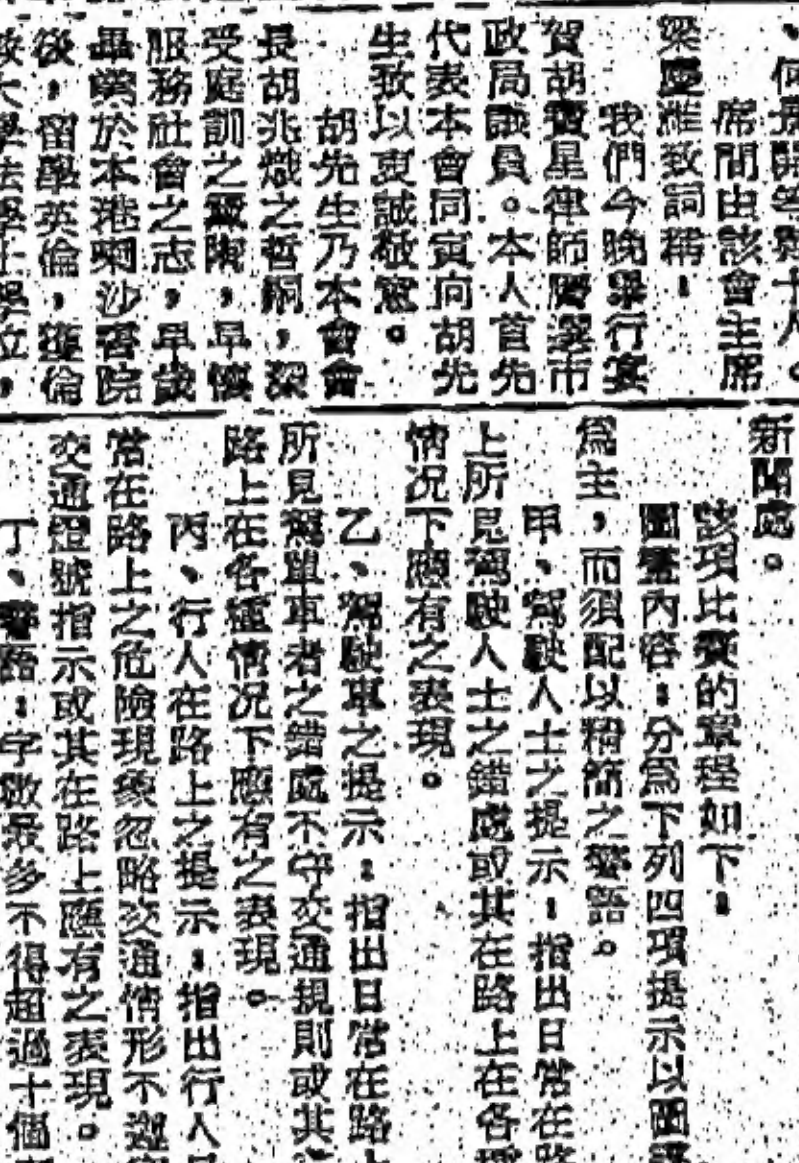 、何
席間由該會主席
梁慶維致詞稱：
我們今晚舉行宴
賀胡寶星律師膺選市
政局議員。本人首先
代表本會同寅向胡先
生致以衷誠敬意。
胡先生乃本會會
長胡兆熾之哲嗣，深
受庭訓之薰陶，早懷
服務社會之志，早歲
畢業於本港喇沙書院
後，留學英倫，獲倫
敦大學法學士學位，
新聞處。
該項比賽的章程如下：
圖畫內容：分為下列四項提示以圖
為主，而須配以精簡之警語。
甲、駕駛人士之提示：指出日常在路
上所見駕駛人士之錯處或其在路上在各種
情況下應有之表現。
乙、駕駛車之提示：指出日常在路上
所見駕單車者之錯處不守交通規則或其
路上在各種情況下應有之表現。
丙、行人在路上之提示：指出行人
常在路上之危險現象忽略交通情形不遵
交通燈號指示或其在路上應有之表現。
丁、警語：字數最多不得超過十個